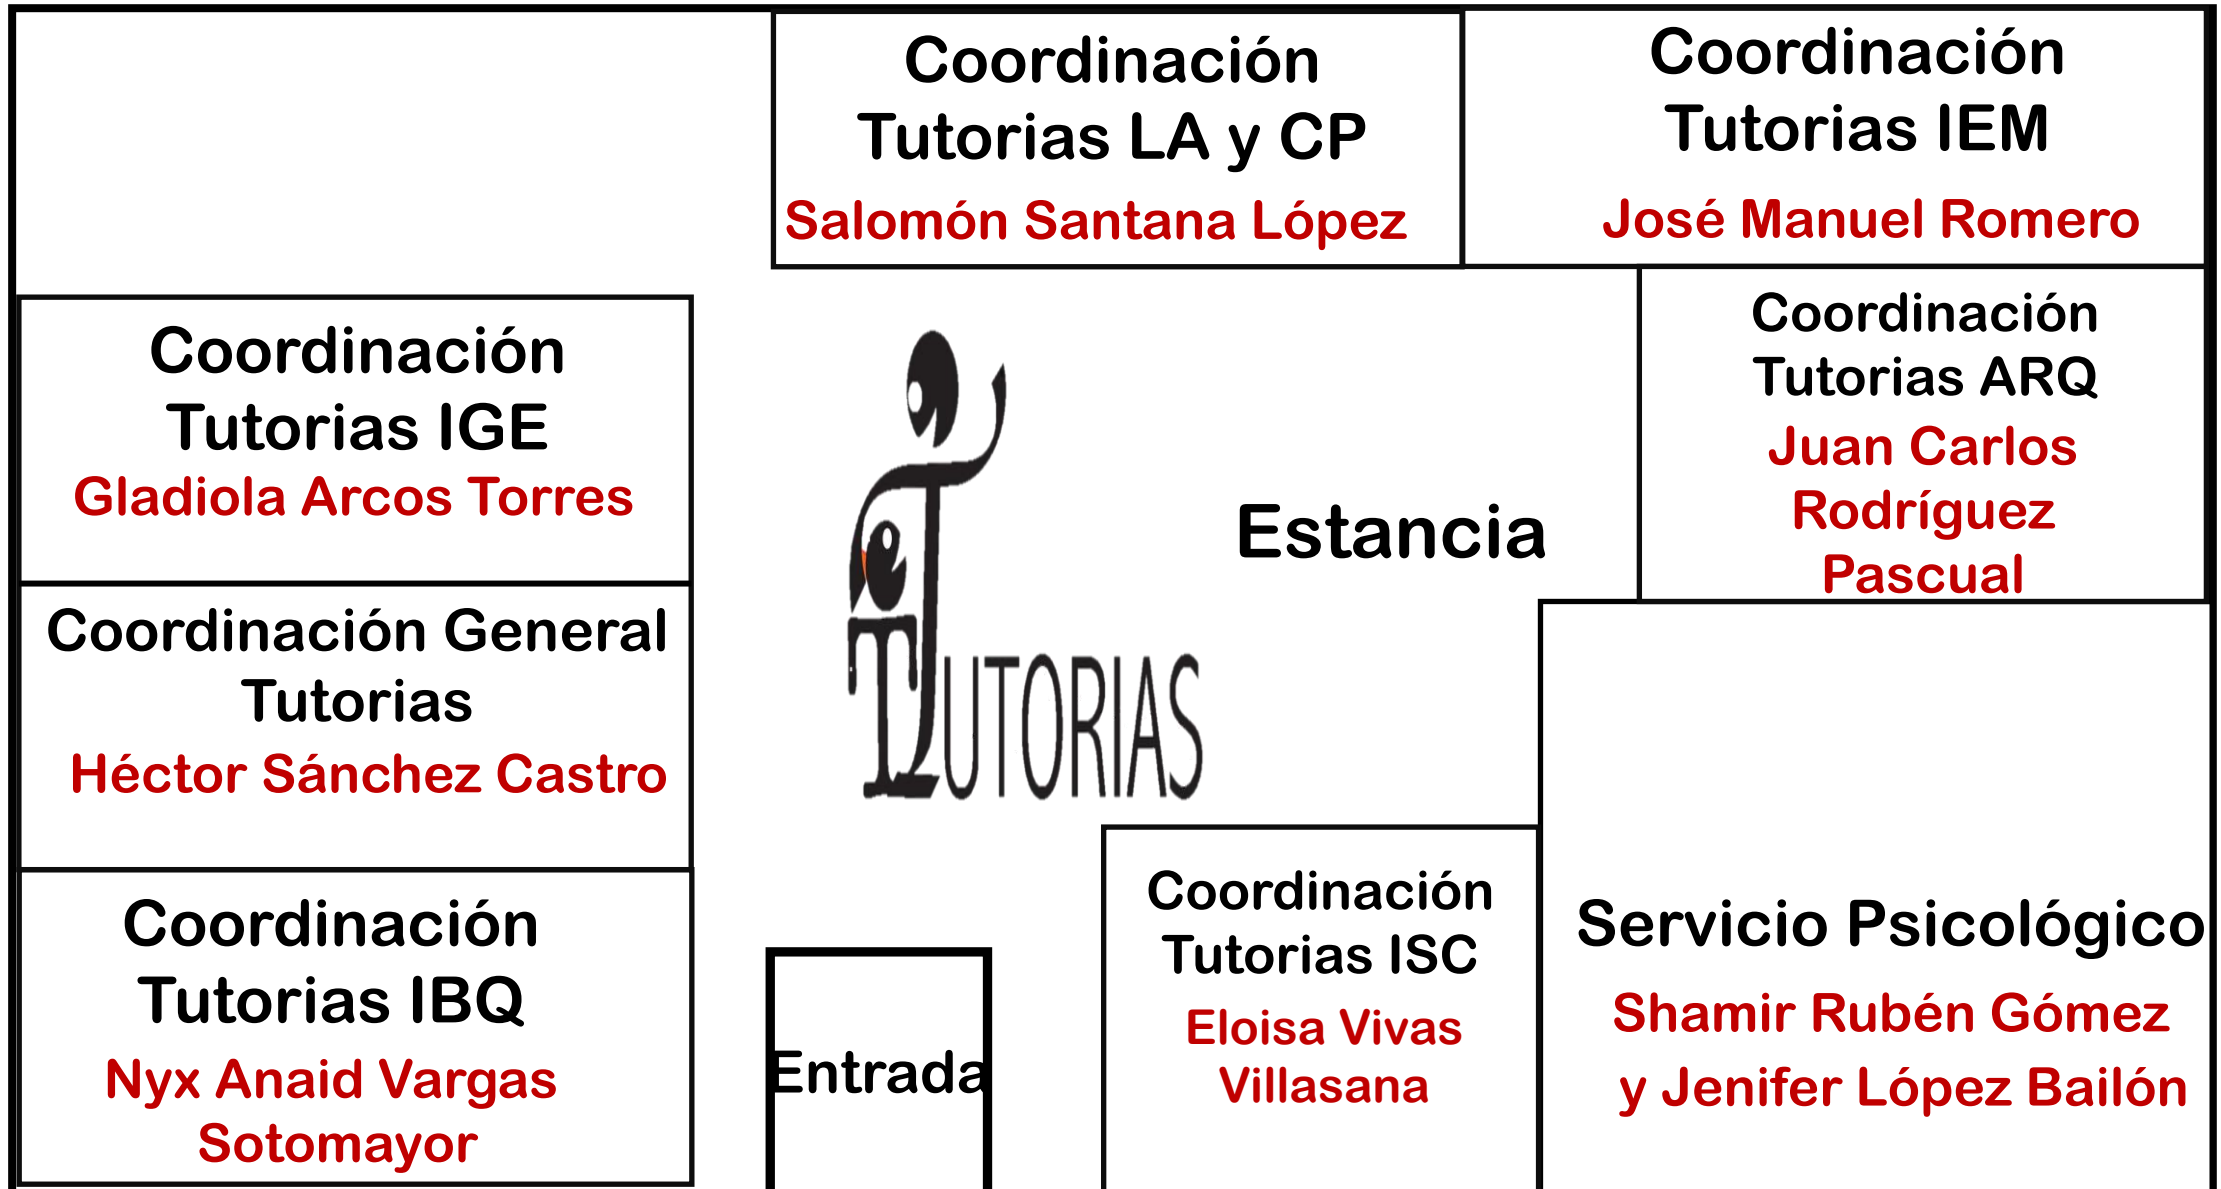 Coordinación
Tutorias LA y CP
Salomón Santana López
Coordinación
Tutorias IEM
José Manuel Romero
Coordinación
Tutorias IGE
Gladiola Arcos Torres
Coordinación
Tutorias ARQ
Juan Carlos
Rodríguez
Pascual
Estancia
TUTORIAS
Coordinación General
Tutorias
Héctor Sánchez Castro
Coordinación
Tutorias IBQ
Nyx Anaid Vargas
Sotomayor
Entrada
Coordinación
Tutorias ISC
Eloisa Vivas
Villasana
Servicio Psicológico
Shamir Rubén Gómez
y Jenifer López Bailón